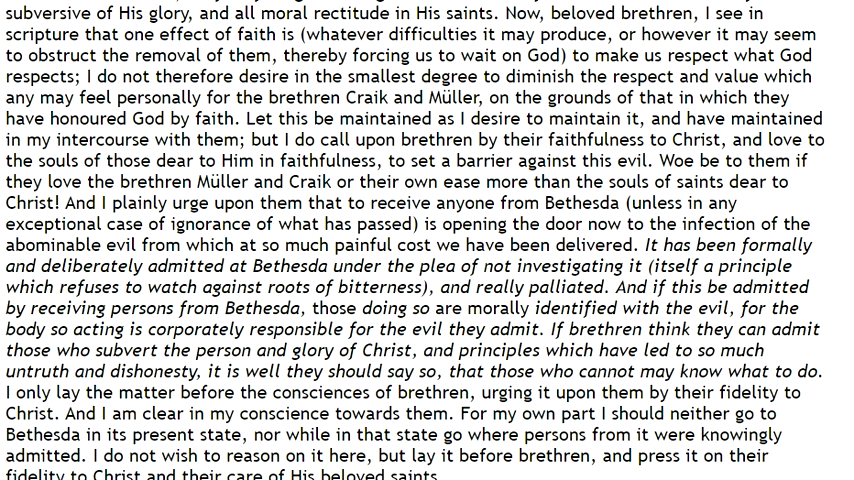 subversive of His glory, and all moral rectitude in His saints. Now, beloved brethren, I see in
scripture that one effect of faith is (whatever difficulties it may produce, or however it may seem
to obstruct the removal of them, thereby forcing us to wait on God) to make us respect what God
respects; I do not therefore desire in the smallest degree to diminish the respect and value which
any may feel personally for the brethren Craik and Müller, on the grounds of that in which they
have honoured God by faith. Let this be maintained as I desire to maintain it, and have maintained
in my intercourse with them; but I do call upon brethren by their faithfulness to Christ, and love to
the souls of those dear to Him in faithfulness, to set a barrier against this evil. Woe be to them if
they love the brethren Müller and Craik or their own ease more than the souls of saints dear to
Christ! And I plainly urge upon them that to receive anyone from Bethesda (unless in any
exceptional case of ignorance of what has passed) is opening the door now to the infection of the
abominable evil from which at so much painful cost we have been delivered. It has been formally
and deliberately admitted at Bethesda under the plea of not investigating it (itself a principle
which refuses to watch against roots of bitterness), and really palliated. And if this be admitted
by receiving persons from Bethesda, those doing so are morally identified with the evil, for the
body so acting is corporately responsible for the evil they admit. If brethren think they can admit
those who subvert the person and glory of Christ, and principles which have led to so much
untruth and dishonesty, it is well they should say so, that those who cannot may know what to do.
I only lay the matter before the consciences of brethren, urging it upon them by their fidelity to
Christ. And I am clear in my conscience towards them. For my own part I should neither go to
Bethesda in its present state, nor while in that state go where persons from it were knowingly
admitted. I do not wish to reason on it here, but lay it before brethren, and press it on their
fidelity to Christ and their care of His beloved saints.